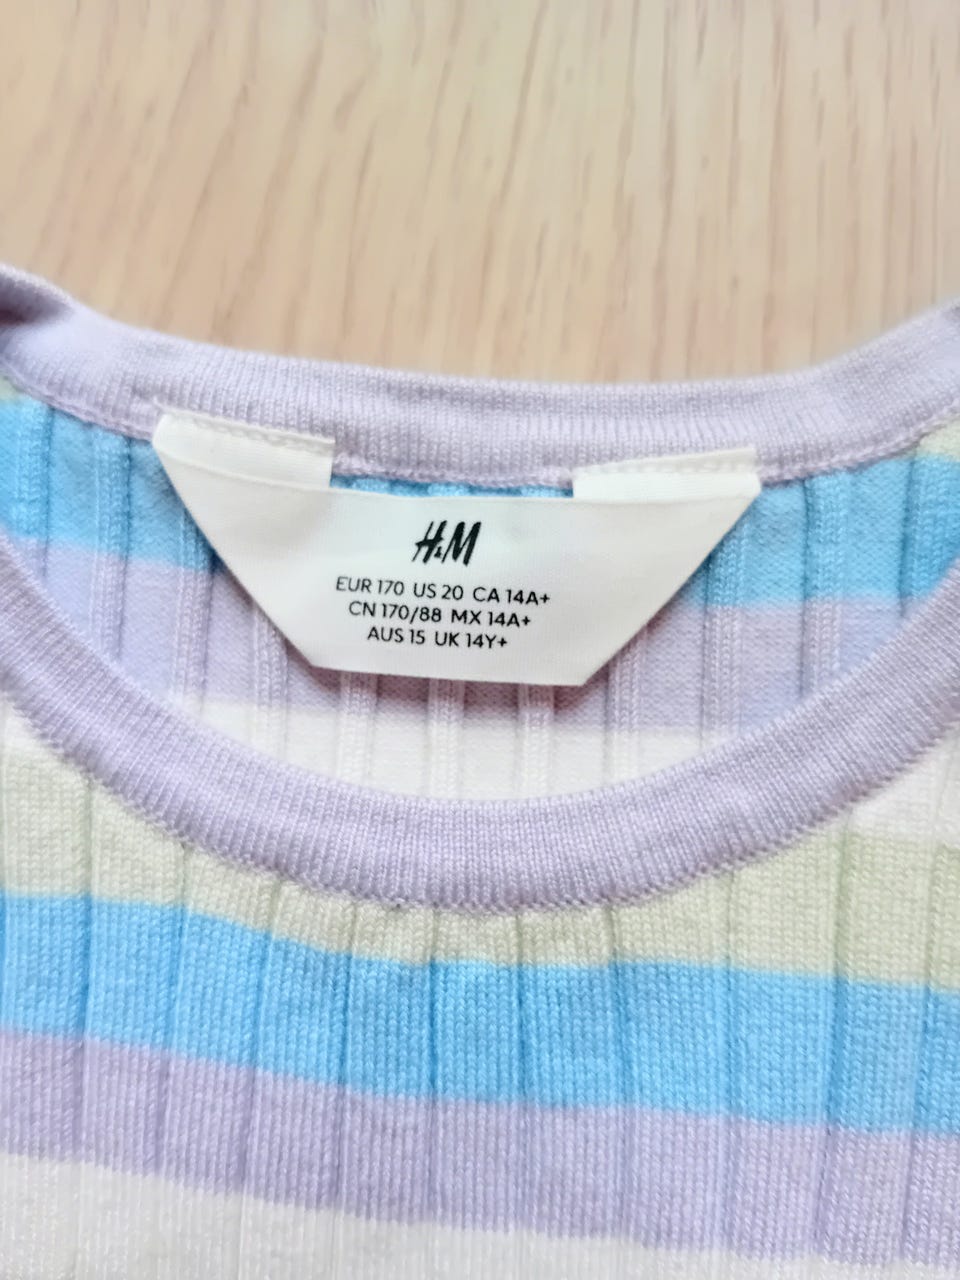 H&M
EUR 170 US 20 CA 14A+
CN 170/88 MX 14A+
AUS 15 UK 14Y+